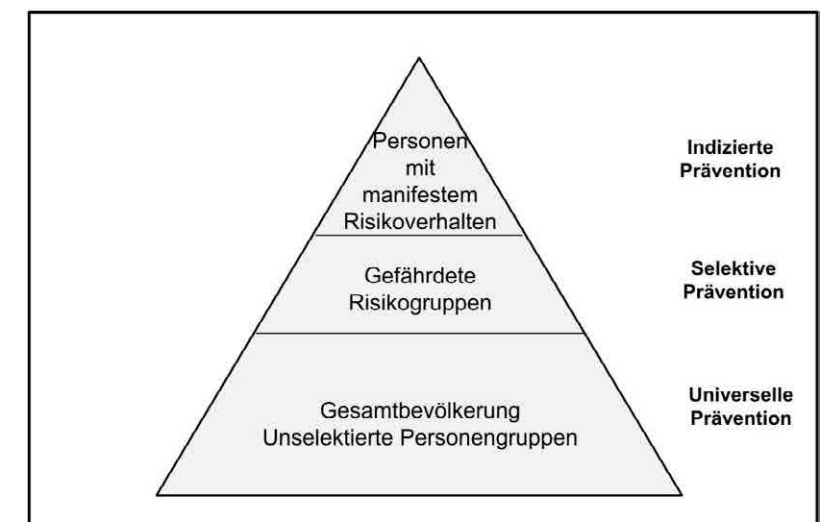 Personen
mit
manifestem
Risikoverhalten
Indizierte
Prävention
Gefährdete
Risikogruppen
Selektive
Prävention
Gesamtbevölkerung
Unselektierte Personengruppen
Universelle
Prävention